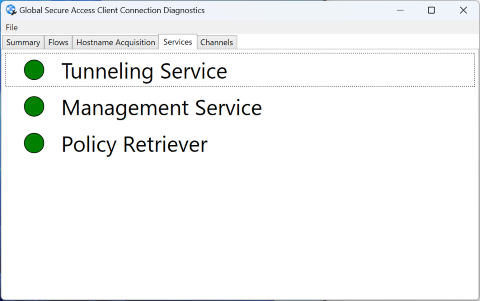 Global Secure Access Client Connection Diagnostics
File
Summary Flows Hostname Acquisition Services Channels
Tunneling Service
Management Service
Policy Retriever